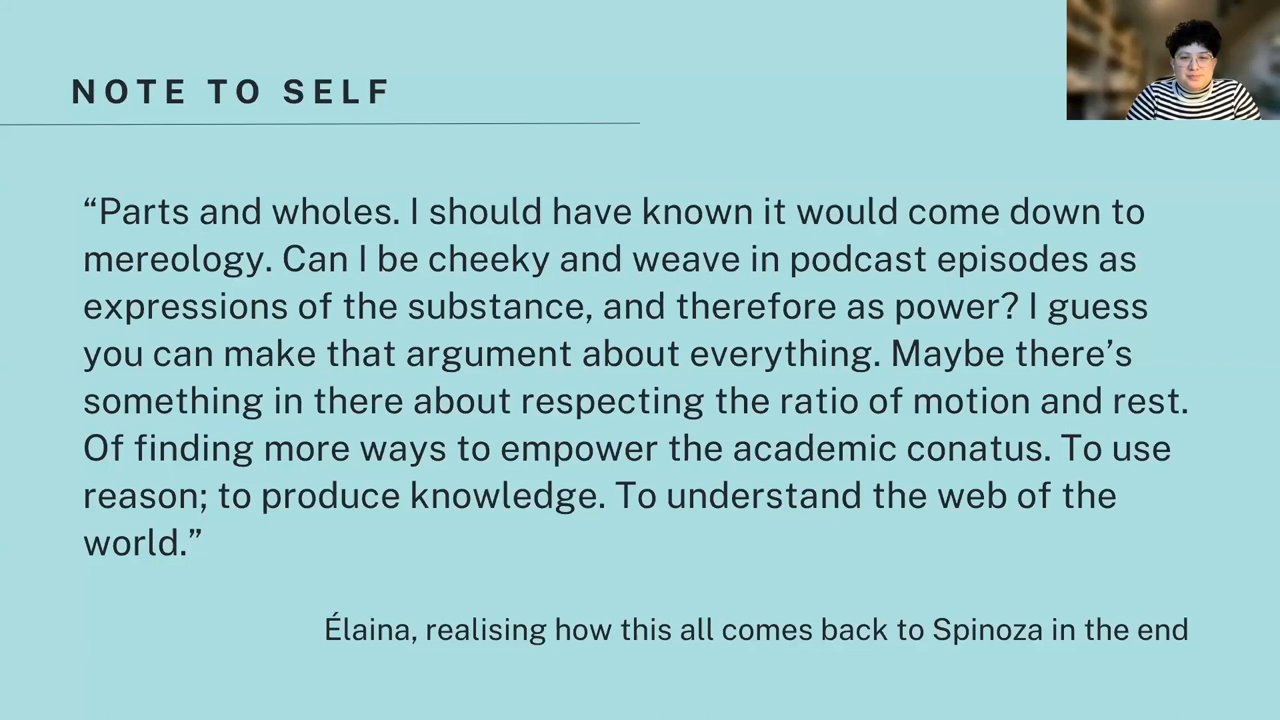 NOTE TO SELF
“Parts and wholes. I should have known it would come down to
mereology. Can I be cheeky and weave in podcast episodes as
expressions of the substance, and therefore as power? I guess
you can make that argument about everything. Maybe there’s
something in there about respecting the ratio of motion and rest.
Of finding more ways to empower the academic conatus. To use
reason; to produce knowledge. To understand the web of the
world.”
Élaina, realising how this all comes back to Spinoza in the end